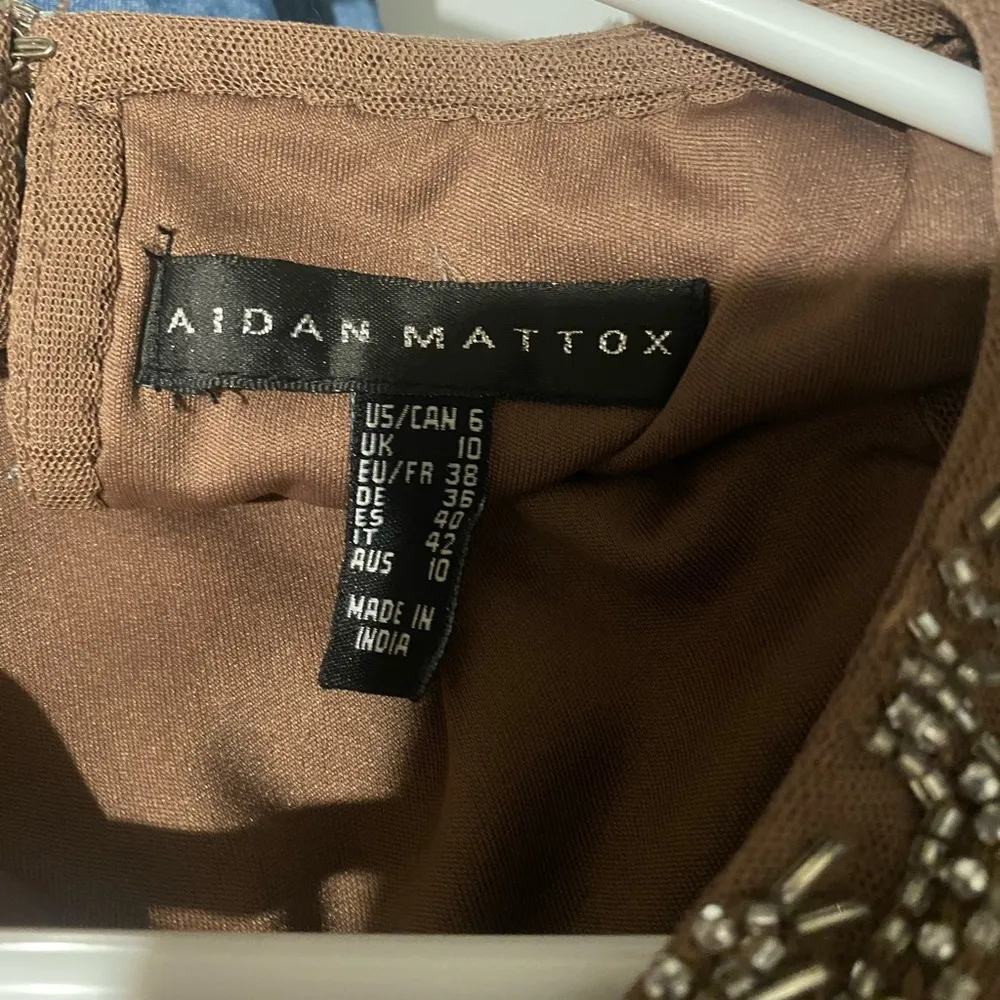 AIDAN MATTOX
US/CAN 6
UK 10
EU/FR 38
DE 36
ES 40
IT 42
AUS 10
MADE IN
INDIA